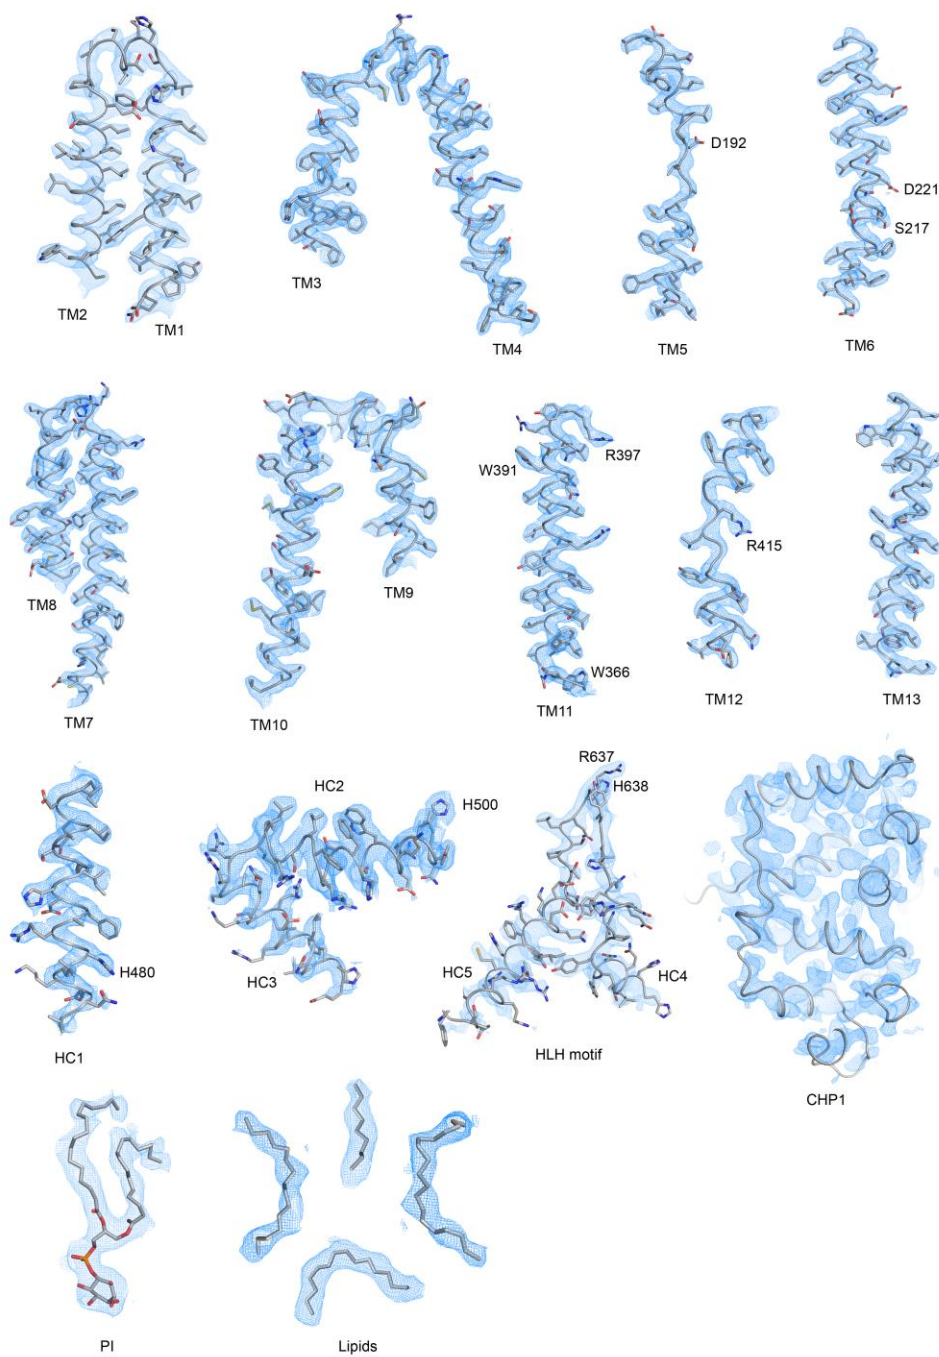 D192
D221
S217
TM3
TM2
TM1
TM4
TM5
TM6
W391
R397
R415
TM8
TM9
W366
TM7
TM10
TM11
TM12
TM13
HC2
H500
R637
H638
H480
HC3
HC5
HC4
HC1
HLH motif
CHP1
PI
Lipids